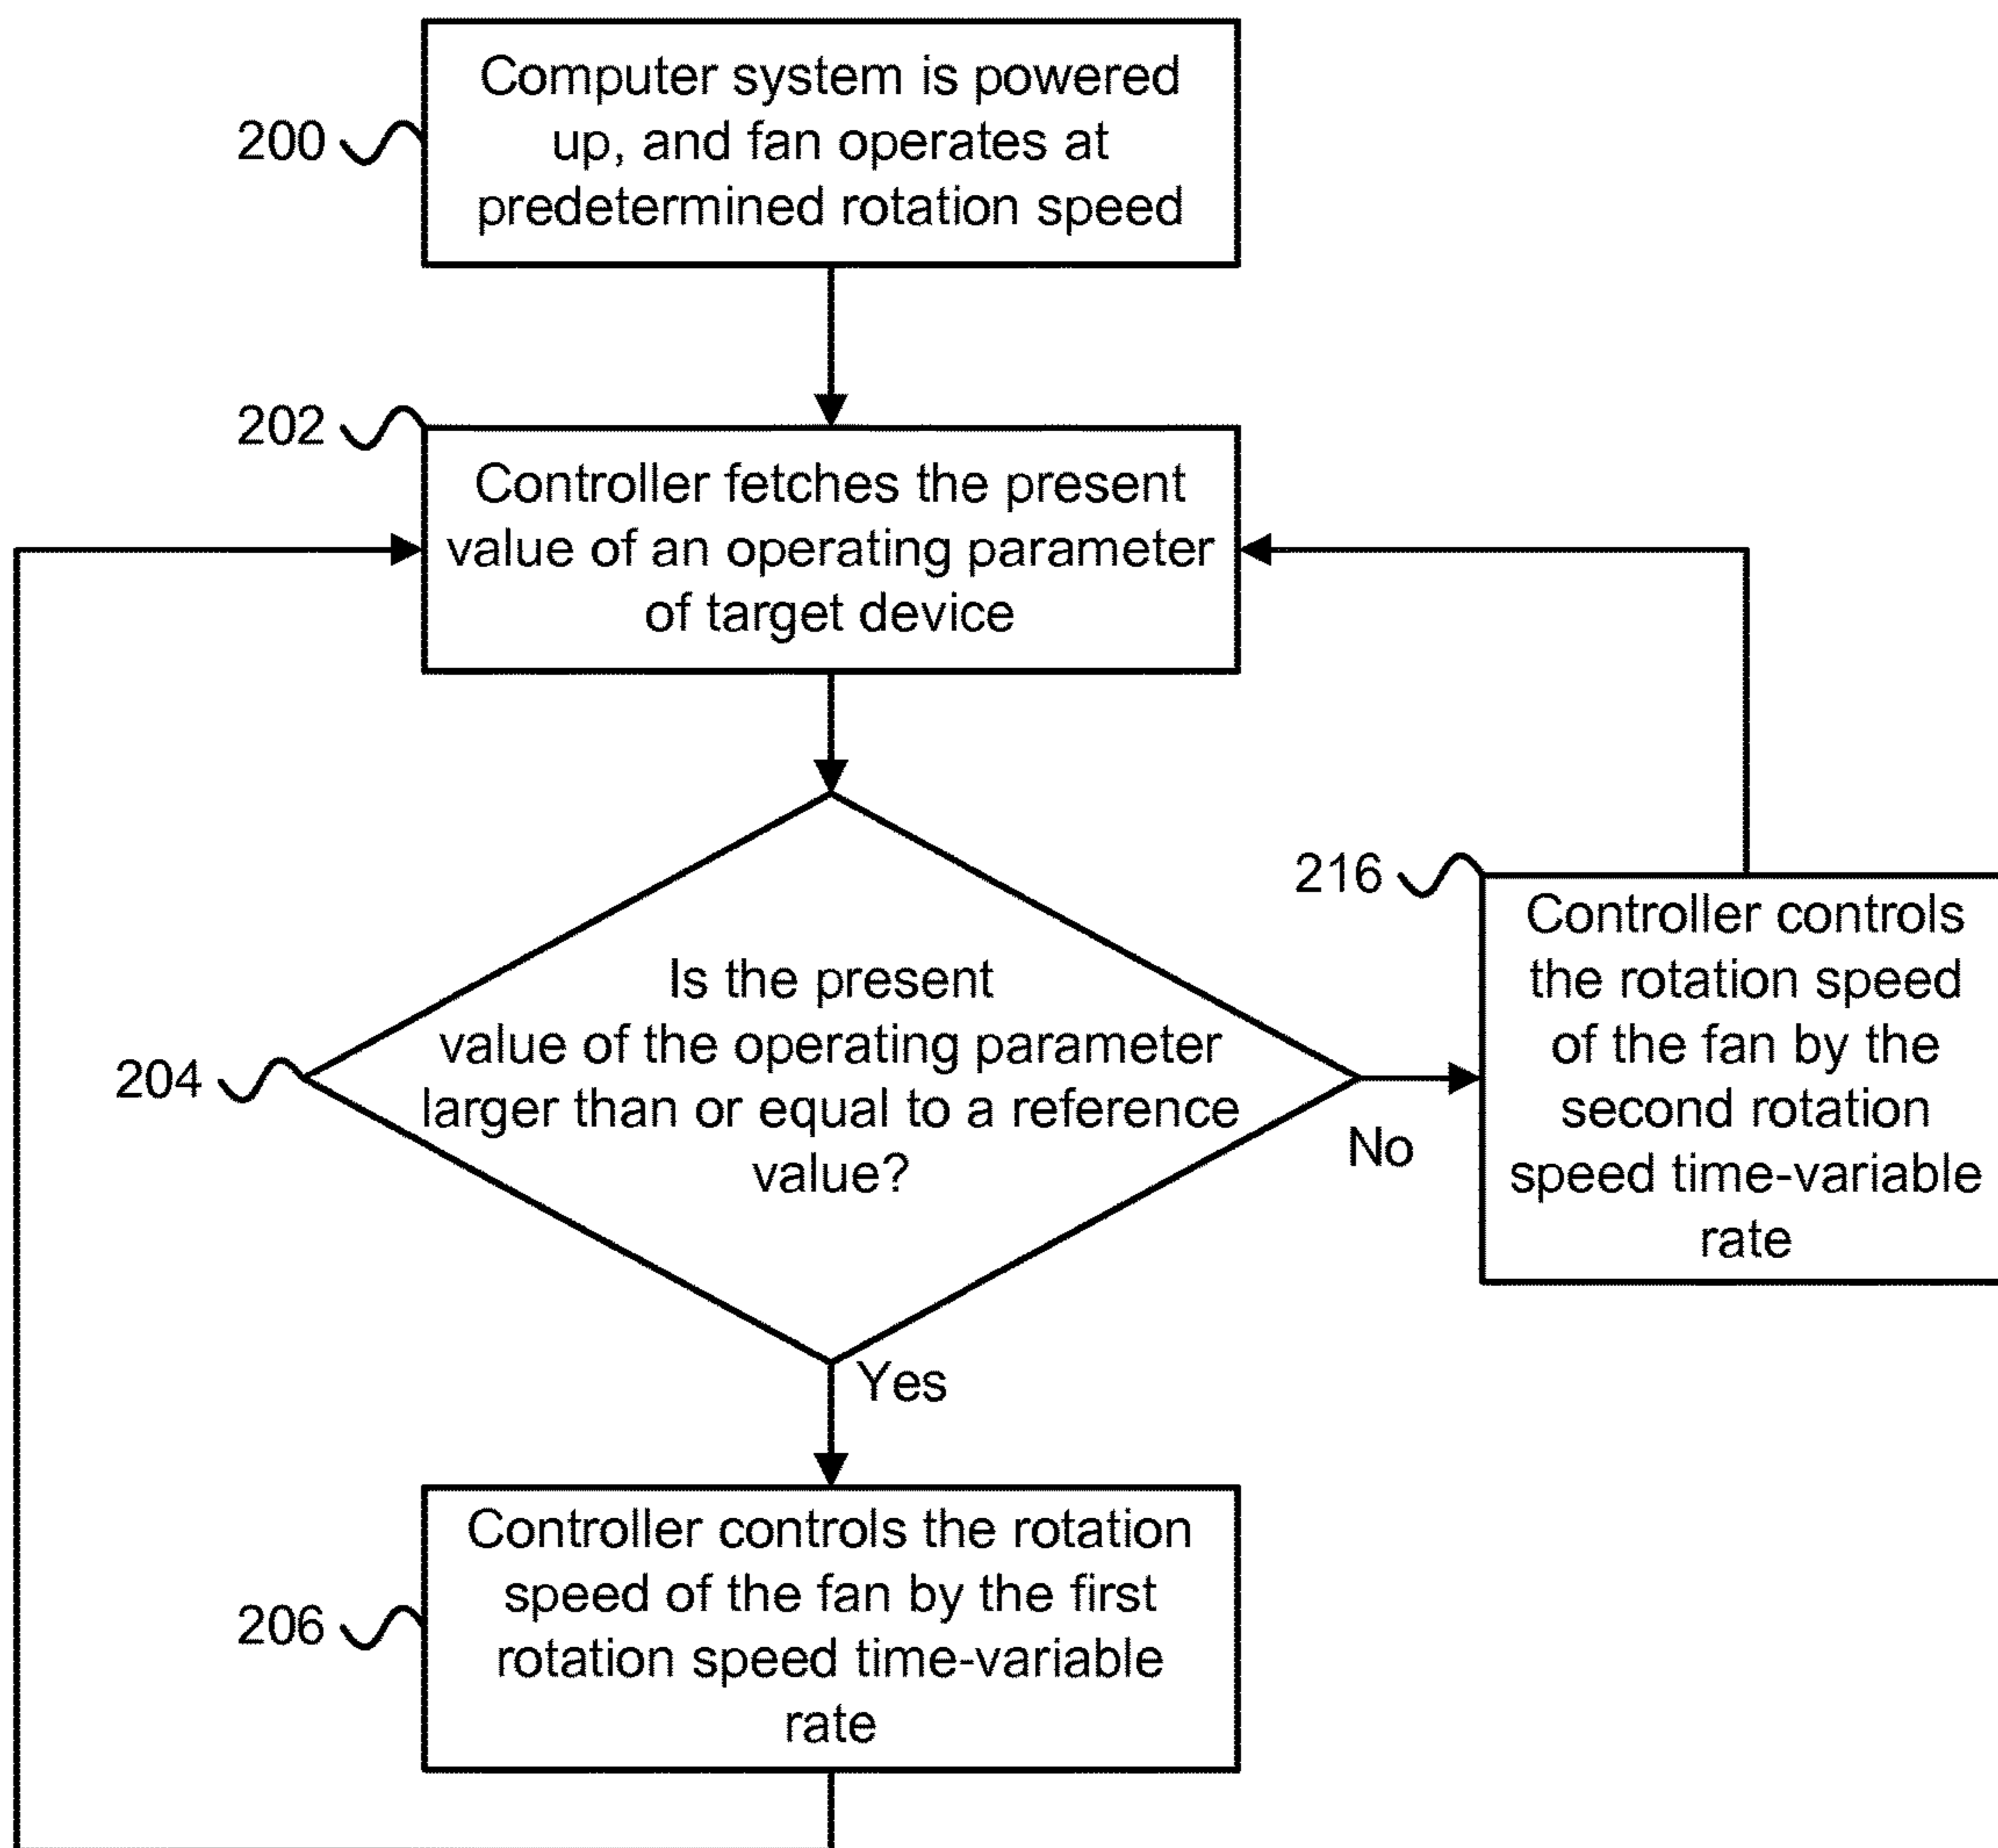 Computer system is powered
up, and fan operates at
predetermined rotation speed
200
202
Controller fetches the present
value of an operating parameter
of target device
Is the present
value of the operating parameter
larger than or equal to a reference
value?
204
No
216
Controller controls
the rotation speed
of the fan by the
second rotation
speed time-variable
rate
Yes
Controller controls the rotation
speed of the fan by the first
rotation speed time-variable
rate
206